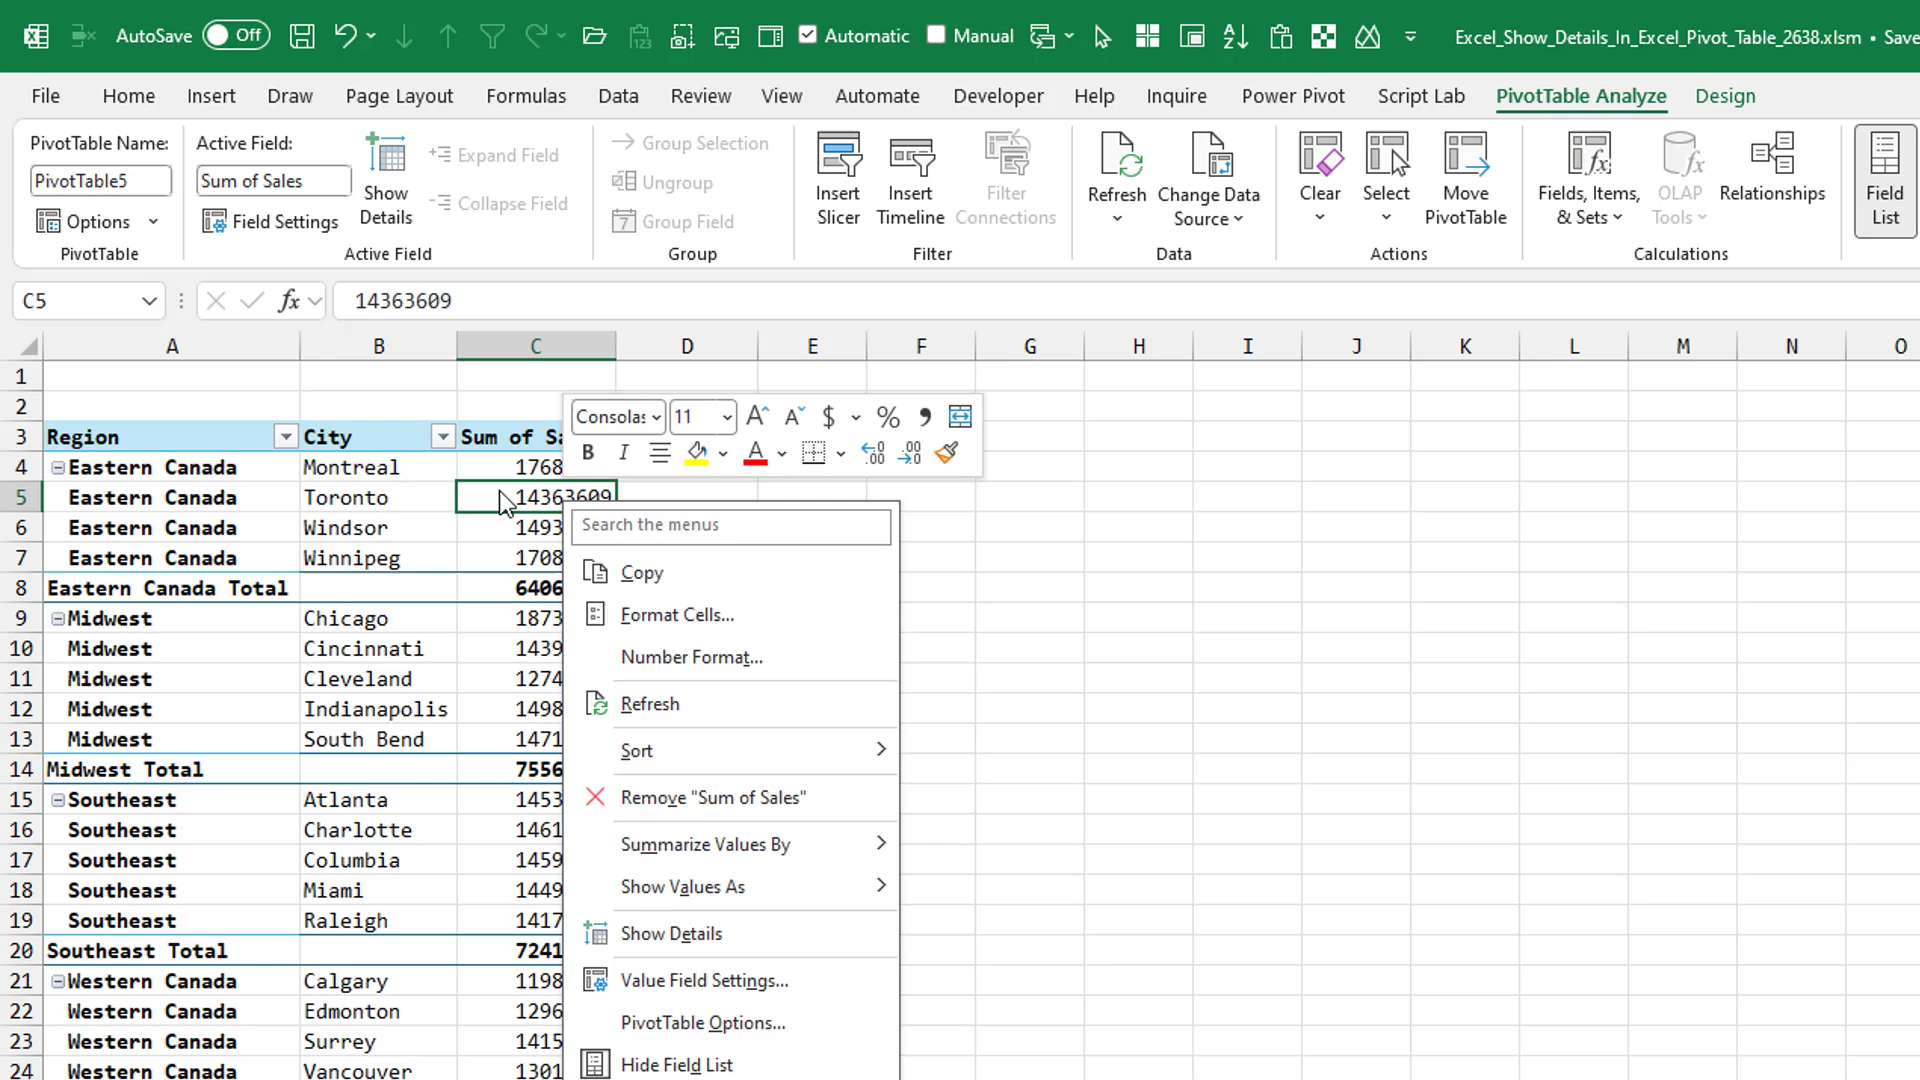 AutoSave Off Automatic Manual Excel_Show_Details_In_Excel_Pivot_Table_2638.xlsm • Save
File Home Insert Draw Page Layout Formulas Data Review View Automate Developer Help Inquire Power Pivot Script Lab PivotTable Analyze Design
PivotTable Name:
PivotTable5
Options
PivotTable
Active Field:
Sum of Sales
Field Settings
Show
Details
Expand Field
Collapse Field
Active Field
Group Selection
Ungroup
7 Group Field
Group
Insert
Slicer
Insert
Timeline
Filter
Connections
Filter
Refresh
Change Data
Source
Data
Clear
Select
Move
PivotTable
Actions
Fields, Items,
& Sets
OLAP
Tools
Relationships
Calculations
Field
List
C5 fx 14363609
A B C D E F G H I J K L M N O
1
2
3 Region City Sum of Sa
4 Eastern Canada Montreal 1768
5 Eastern Canada Toronto 14363609
6 Eastern Canada Windsor 1493
7 Eastern Canada Winnipeg 1708
8 Eastern Canada Total 6406
9 Midwest Chicago 1873
10 Midwest Cincinnati 1439
11 Midwest Cleveland 1274
12 Midwest Indianapolis 1498
13 Midwest South Bend 1471
14 Midwest Total 7556
15 Southeast Atlanta 1453
16 Southeast Charlotte 1461
17 Southeast Columbia 1459
18 Southeast Miami 1449
19 Southeast Raleigh 1417
20 Southeast Total 7241
21 Western Canada Calgary 1198
22 Western Canada Edmonton 1296
23 Western Canada Surrey 1415
24 Western Canada Vancouver 1301
Consolas 11 A A $ % ,
B I A .00 .00
Search the menus
Copy
Format Cells...
Number Format...
Refresh
Sort
Remove "Sum of Sales"
Summarize Values By
Show Values As
Show Details
Value Field Settings...
PivotTable Options...
Hide Field List